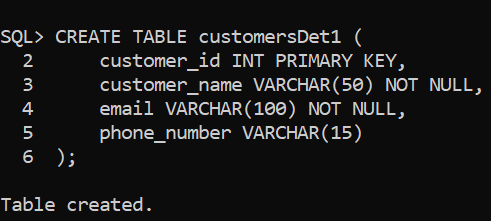 SQL> CREATE TABLE customersDet1 (
  2      customer_id INT PRIMARY KEY,
  3      customer_name VARCHAR(50) NOT NULL,
  4      email VARCHAR(100) NOT NULL,
  5      phone_number VARCHAR(15)
  6  );
Table created.